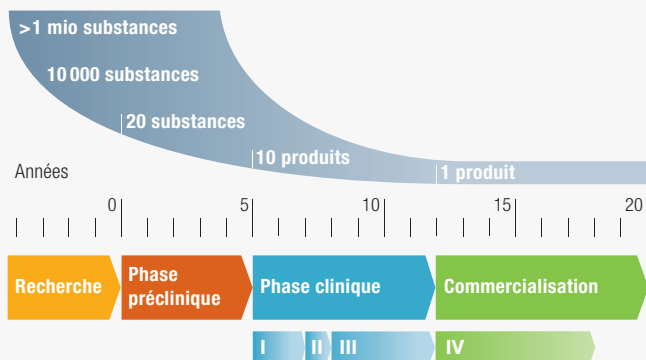 >1 mio substances
10 000 substances
20 substances
10 produits
1 produit
Années
0 5 10 15 20
Recherche
Phase
préclinique
Phase clinique
Commercialisation
I II III IV